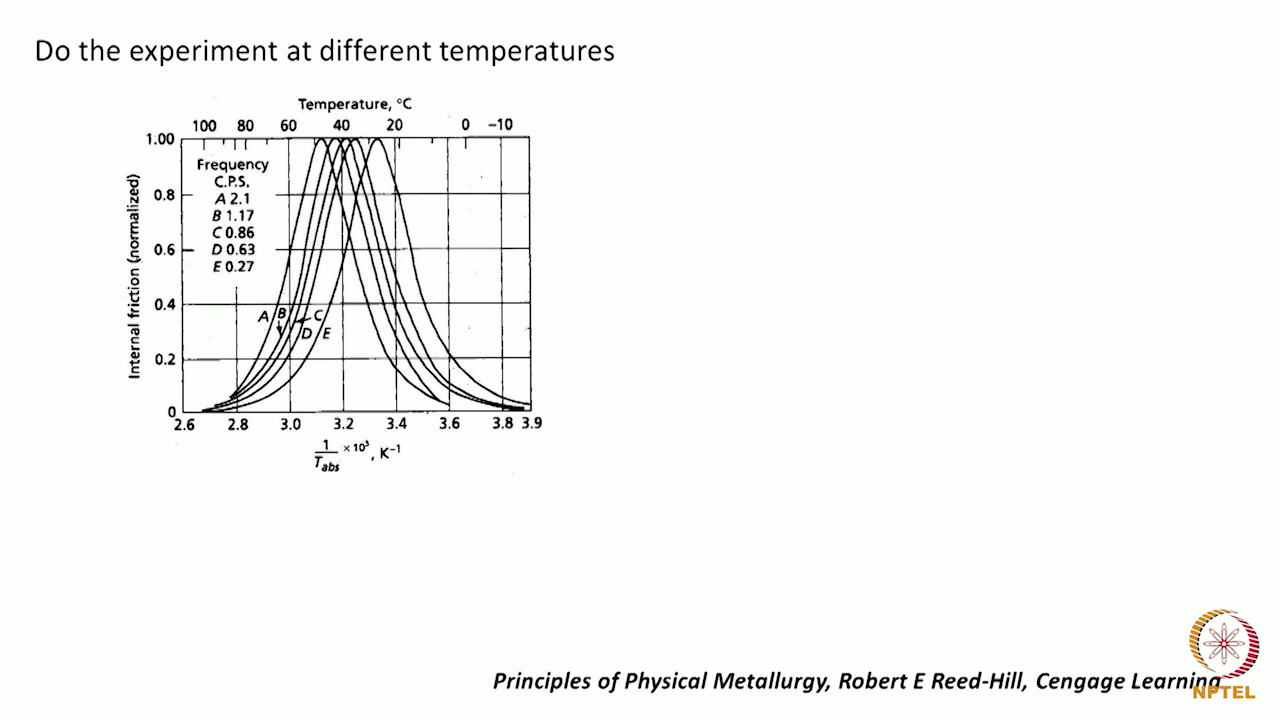 Do the experiment at different temperatures
Temperature, °C
100 80 60 40 20 0 −10
1.00
0.8
0.6
0.4
0.2
0
Internal friction (normalized)
Frequency
C.P.S.
A 2.1
B 1.17
C 0.86
D 0.63
E 0.27
A B C
D E
2.6 2.8 3.0 3.2 3.4 3.6 3.8 3.9
1/T abs × 10³, K⁻¹
Principles of Physical Metallurgy, Robert E Reed-Hill, Cengage Learning
NPTEL